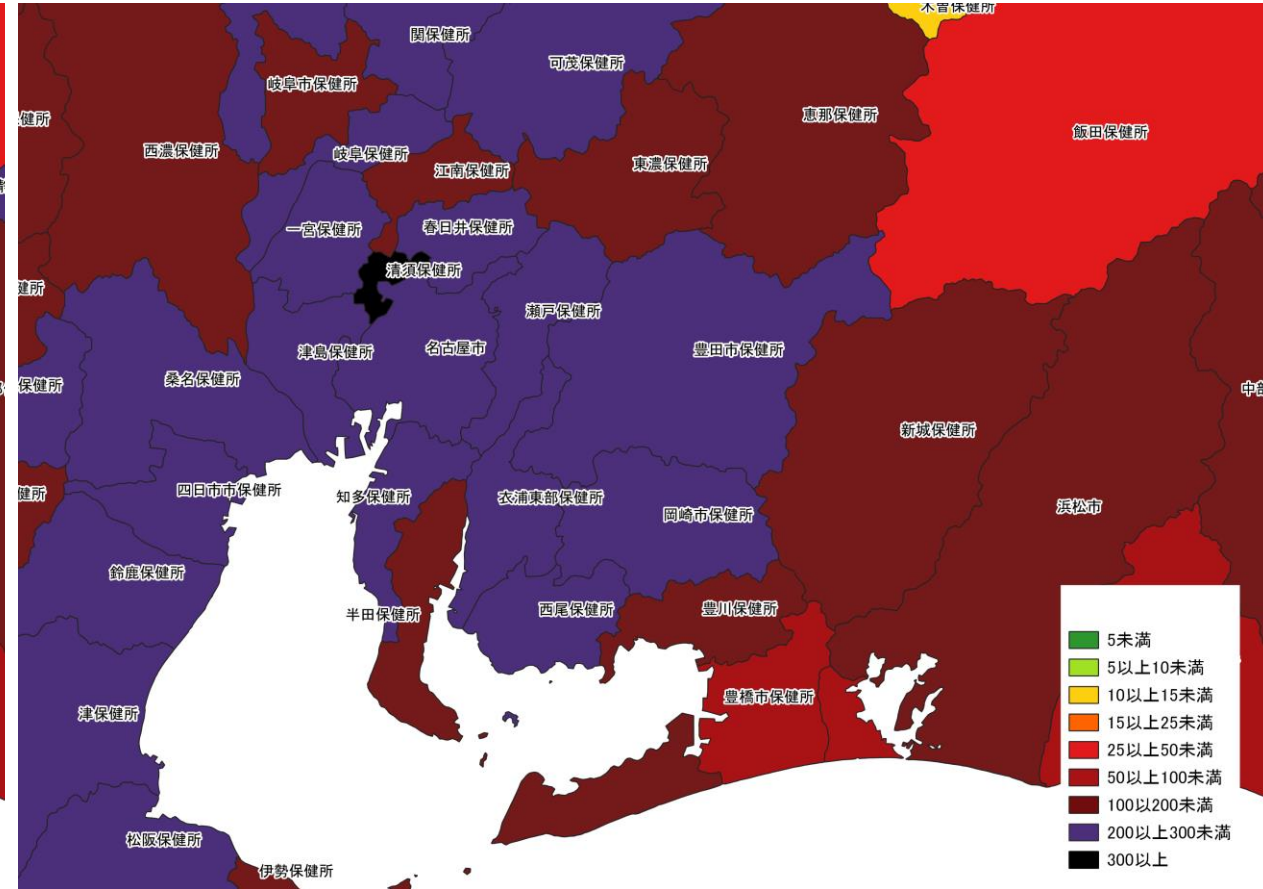 木曽保健所
関保健所
可茂保健所
岐阜市保健所
恵那保健所
健所
飯田保健所
西濃保健所
岐阜保健所
東濃保健所
江南保健所
一宮保健所
春日井保健所
清須保健所
健所
瀬戸保健所
津島保健所
名古屋市
豊田市保健所
桑名保健所
保健所
中部
新城保健所
四日市市保健所
健所
知多保健所
衣浦東部保健所
岡崎市保健所
浜松市
鈴鹿保健所
半田保健所
西尾保健所
豊川保健所
豊橋市保健所
津保健所
松阪保健所
伊勢保健所
5未満
5以上10未満
10以上15未満
15以上25未満
25以上50未満
50以上100未満
100以200未満
200以上300未満
300以上